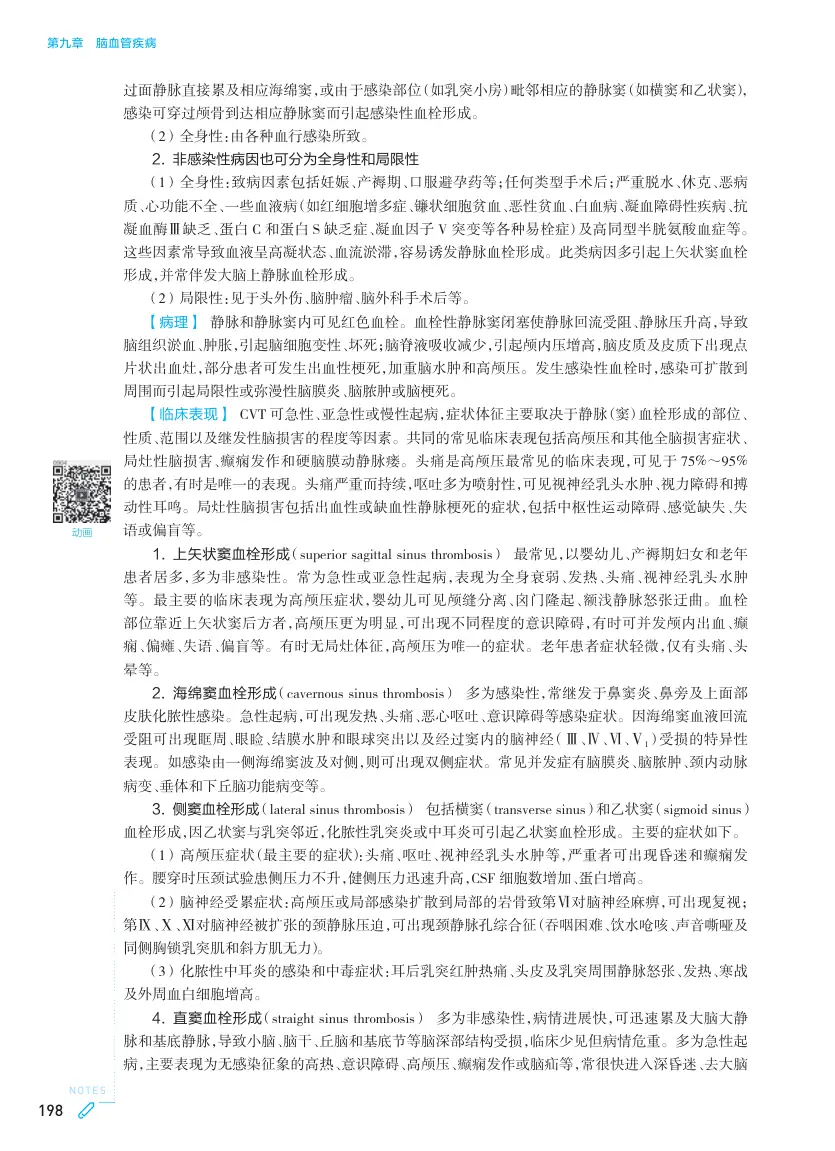 第九章 脑血管疾病
过面静脉直接累及相应海绵窦,或由于感染部位(如乳突小房)毗邻相应的静脉窦(如横窦和乙状窦),
感染可穿过颅骨到达相应静脉窦而引起感染性血栓形成。
(2)全身性:由各种血行感染所致。
2. 非感染性病因也可分为全身性和局限性
(1)全身性:致病因素包括妊娠、产褥期、口服避孕药等;任何类型手术后;严重脱水、休克、恶病
质、心功能不全、一些血液病(如红细胞增多症、镰状细胞贫血、恶性贫血、白血病、凝血障碍性疾病、抗
凝血酶Ⅲ缺乏、蛋白 C 和蛋白 S 缺乏症、凝血因子 V 突变等各种易栓症)及高同型半胱氨酸血症等。
这些因素常导致血液呈高凝状态、血流淤滞,容易诱发静脉血栓形成。此类病因多引起上矢状窦血栓
形成,并常伴发大脑上静脉血栓形成。
(2)局限性:见于头外伤、脑肿瘤、脑外科手术后等。
【病理】 静脉和静脉窦内可见红色血栓。血栓性静脉窦闭塞使静脉回流受阻、静脉压升高,导致
脑组织淤血、肿胀,引起脑细胞变性、坏死;脑脊液吸收减少,引起颅内压增高,脑皮质及皮质下出现点
片状出血灶,部分患者可发生出血性梗死,加重脑水肿和高颅压。发生感染性血栓时,感染可扩散到
周围而引起局限性或弥漫性脑膜炎、脑脓肿或脑梗死。
【临床表现】 CVT 可急性、亚急性或慢性起病,症状体征主要取决于静脉(窦)血栓形成的部位、
性质、范围以及继发性脑损害的程度等因素。共同的常见临床表现包括高颅压和其他全脑损害症状、
局灶性脑损害、癫痫发作和硬脑膜动静脉瘘。头痛是高颅压最常见的临床表现,可见于 75%~95%
的患者,有时是唯一的表现。头痛严重而持续,呕吐多为喷射性,可见视神经乳头水肿、视力障碍和搏
动性耳鸣。局灶性脑损害包括出血性或缺血性静脉梗死的症状,包括中枢性运动障碍、感觉缺失、失
语或偏盲等。
动画
1. 上矢状窦血栓形成(superior sagittal sinus thrombosis) 最常见,以婴幼儿、产褥期妇女和老年
患者居多,多为非感染性。常为急性或亚急性起病,表现为全身衰弱、发热、头痛、视神经乳头水肿
等。最主要的临床表现为高颅压症状,婴幼儿可见颅缝分离、囟门隆起、额浅静脉怒张迂曲。血栓
部位靠近上矢状窦后方者,高颅压更为明显,可出现不同程度的意识障碍,有时可并发颅内出血、癫
痫、偏瘫、失语、偏盲等。有时无局灶体征,高颅压为唯一的症状。老年患者症状轻微,仅有头痛、头
晕等。
2. 海绵窦血栓形成(cavernous sinus thrombosis) 多为感染性,常继发于鼻窦炎、鼻旁及上面部
皮肤化脓性感染。急性起病,可出现发热、头痛、恶心呕吐、意识障碍等感染症状。因海绵窦血液回流
受阻可出现眶周、眼睑、结膜水肿和眼球突出以及经过窦内的脑神经(Ⅲ、Ⅳ、Ⅵ、Ⅴ₁)受损的特异性
表现。如感染由一侧海绵窦波及对侧,则可出现双侧症状。常见并发症有脑膜炎、脑脓肿、颈内动脉
病变、垂体和下丘脑功能病变等。
3. 侧窦血栓形成(lateral sinus thrombosis) 包括横窦(transverse sinus)和乙状窦(sigmoid sinus)
血栓形成,因乙状窦与乳突邻近,化脓性乳突炎或中耳炎可引起乙状窦血栓形成。主要的症状如下。
(1)高颅压症状(最主要的症状):头痛、呕吐、视神经乳头水肿等,严重者可出现昏迷和癫痫发
作。腰穿时压颈试验患侧压力不升,健侧压力迅速升高,CSF 细胞数增加、蛋白增高。
(2)脑神经受累症状:高颅压或局部感染扩散到局部的岩骨致第Ⅵ对脑神经麻痹,可出现复视;
第Ⅸ、Ⅹ、Ⅺ对脑神经被扩张的颈静脉压迫,可出现颈静脉孔综合征(吞咽困难、饮水呛咳、声音嘶哑及
同侧胸锁乳突肌和斜方肌无力)。
(3)化脓性中耳炎的感染和中毒症状:耳后乳突红肿热痛、头皮及乳突周围静脉怒张、发热、寒战
及外周血白细胞增高。
4. 直窦血栓形成(straight sinus thrombosis) 多为非感染性,病情进展快,可迅速累及大脑大静
脉和基底静脉,导致小脑、脑干、丘脑和基底节等脑深部结构受损,临床少见但病情危重。多为急性起
病,主要表现为无感染征象的高热、意识障碍、高颅压、癫痫发作或脑疝等,常很快进入深昏迷、去大脑
NOTES
198